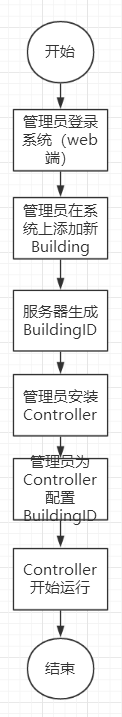 开始
管理员登录
系统（web
端）
管理员在系
统上添加新
Building
服务器生成
BuildingID
管理员安装
Controller
管理员为
Controller
配置
BuildingID
Controller
开始运行
结束